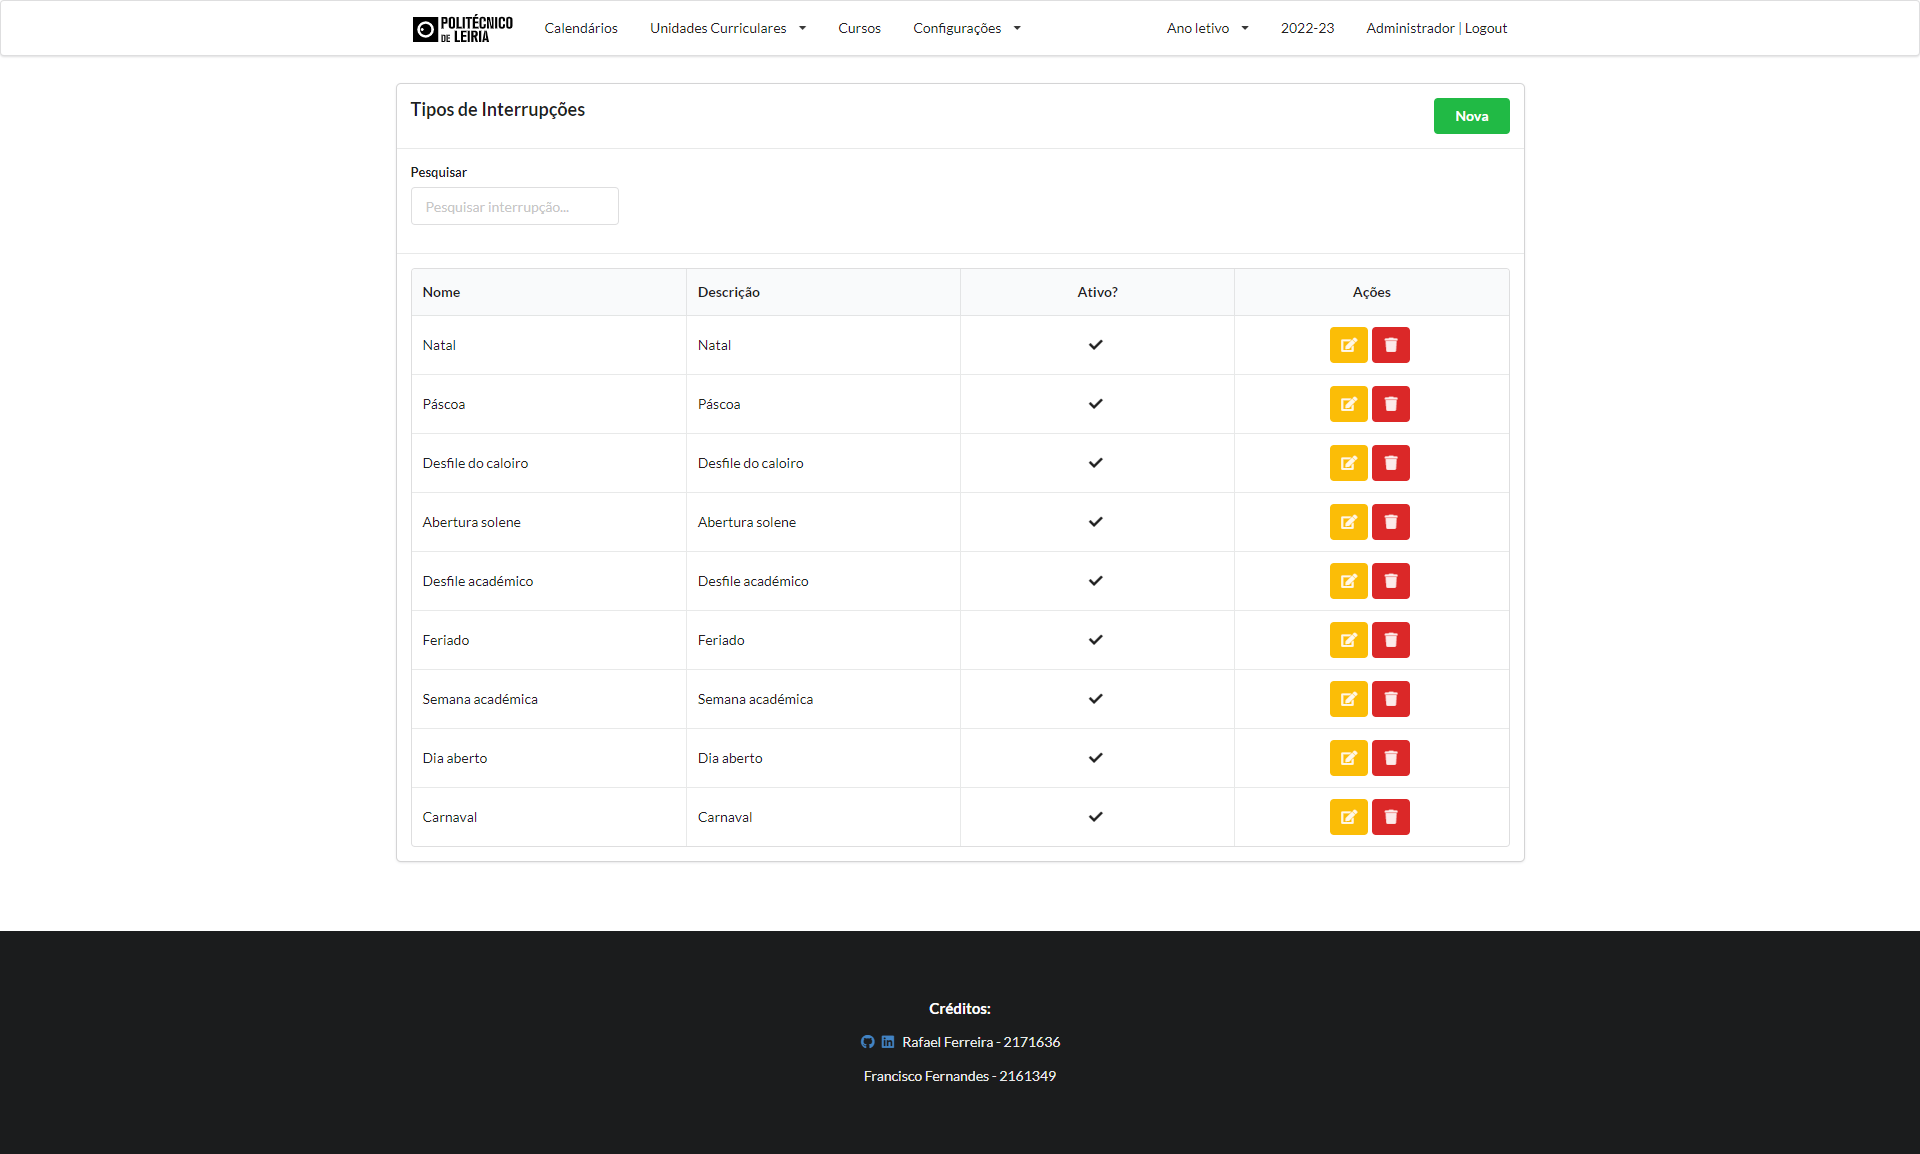 POLITÉCNICO DE LEIRIA Calendários Unidades Curriculares Cursos Configurações Ano letivo 2022-23 Administrador | Logout
Tipos de Interrupções Nova
Pesquisar
Pesquisar interrupção...
Nome Descrição Ativo? Ações
Natal Natal
Páscoa Páscoa
Desfile do caloiro Desfile do caloiro
Abertura solene Abertura solene
Desfile académico Desfile académico
Feriado Feriado
Semana académica Semana académica
Dia aberto Dia aberto
Carnaval Carnaval
Créditos:
Rafael Ferreira - 2171636
Francisco Fernandes - 2161349